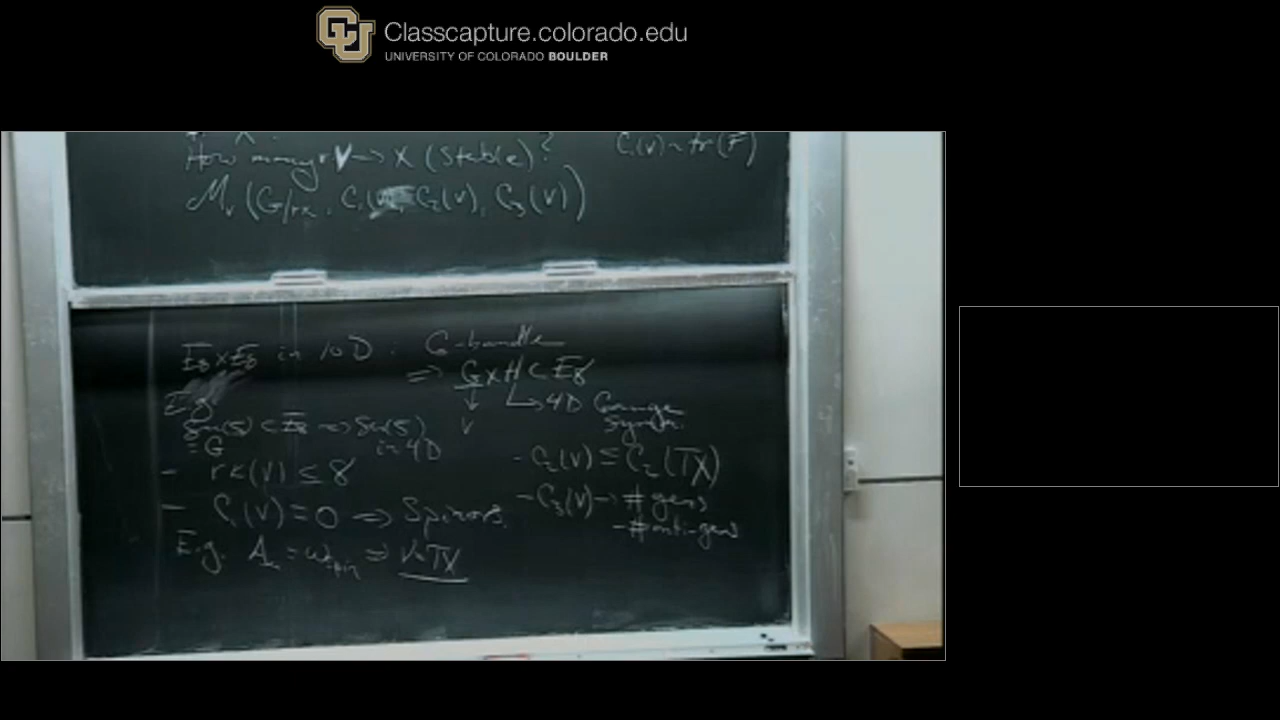 Classcapture.colorado.edu
UNIVERSITY OF COLORADO BOULDER
How many V → X (Stable)?
C₁(V) ~ tr(F)
M_V (G/rk, C₁(V), C₂(V), C₃(V))
E8 x E8 in 10 D : G-bundle
⇒ G x H ⊂ E8
E.g.
↓ ↳ 4D Gauge
Su(5) ⊂ E8 ⇒ Su(5) V Symm.
= G in 4D
- rk(V) ≤ 8
- C₂(V) ≤ C₂(TX)
- C₁(V) = 0 ⇒ Spinors
- C₃(V) → # gens
- # anti-gens
E.g. A = ω_spin ⇒ V = TX